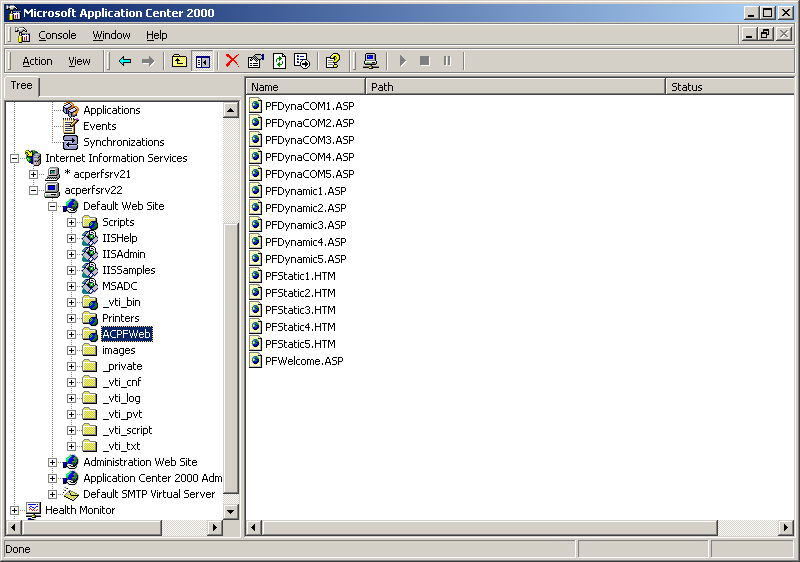 Microsoft Application Center 2000
Console Window Help
Action View
Tree
Applications
Events
Synchronizations
Internet Information Services
* acperfsrv21
acperfsrv22
Default Web Site
Scripts
IISHelp
IISAdmin
IISSamples
MSADC
_vti_bin
Printers
ACPFWeb
images
_private
_vti_cnf
_vti_log
_vti_pvt
_vti_script
_vti_txt
Administration Web Site
Application Center 2000 Adm
Default SMTP Virtual Server
Health Monitor
Name Path Status
PFDynaCOM1.ASP
PFDynaCOM2.ASP
PFDynaCOM3.ASP
PFDynaCOM4.ASP
PFDynaCOM5.ASP
PFDynamic1.ASP
PFDynamic2.ASP
PFDynamic3.ASP
PFDynamic4.ASP
PFDynamic5.ASP
PFStatic1.HTM
PFStatic2.HTM
PFStatic3.HTM
PFStatic4.HTM
PFStatic5.HTM
PFWelcome.ASP
Done